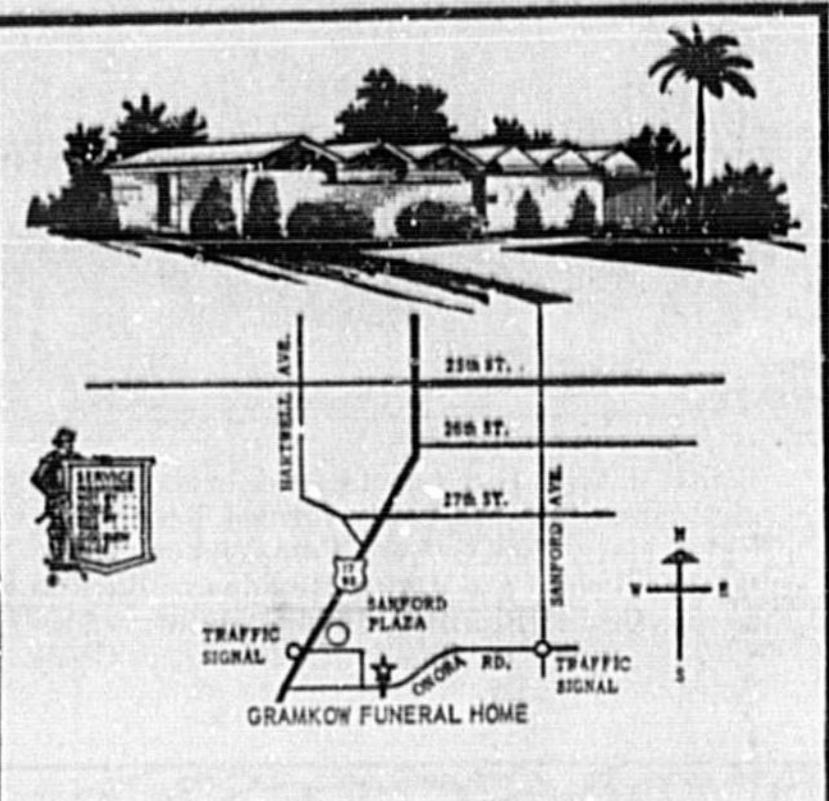 HARTWELL AVE.
25th ST.
26th ST.
27th ST.
SANFORD AVE.
SERVICE
17
92
N
W E
S
SANFORD
PLAZA
TRAFFIC
SIGNAL
ONORA RD.
TRAFFIC
SIGNAL
GRAMKOW FUNERAL HOME